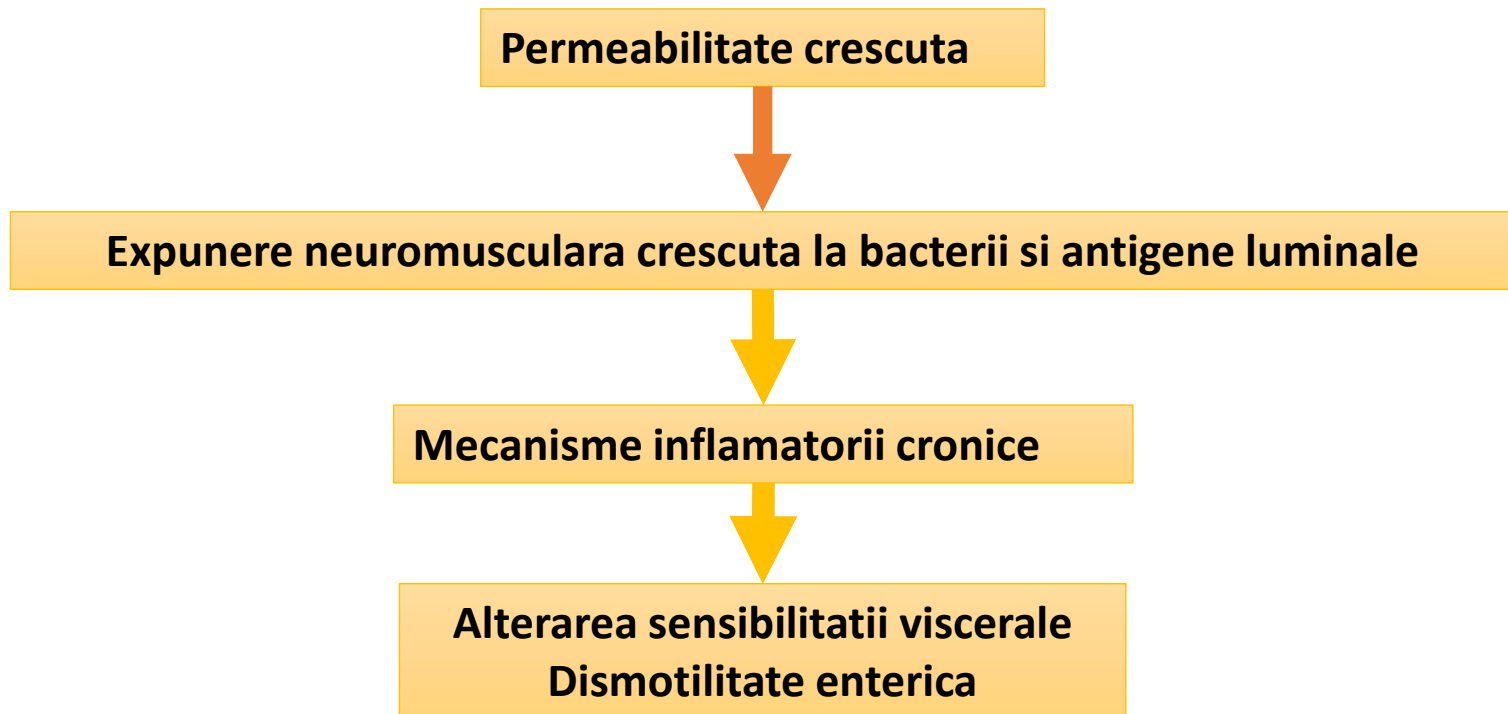 Permeabilitate crescuta
Expunere neuromusculara crescuta la bacterii si antigene luminale
Mecanisme inflamatorii cronice
Alterarea sensibilitatii viscerale
Dismotilitate enterica